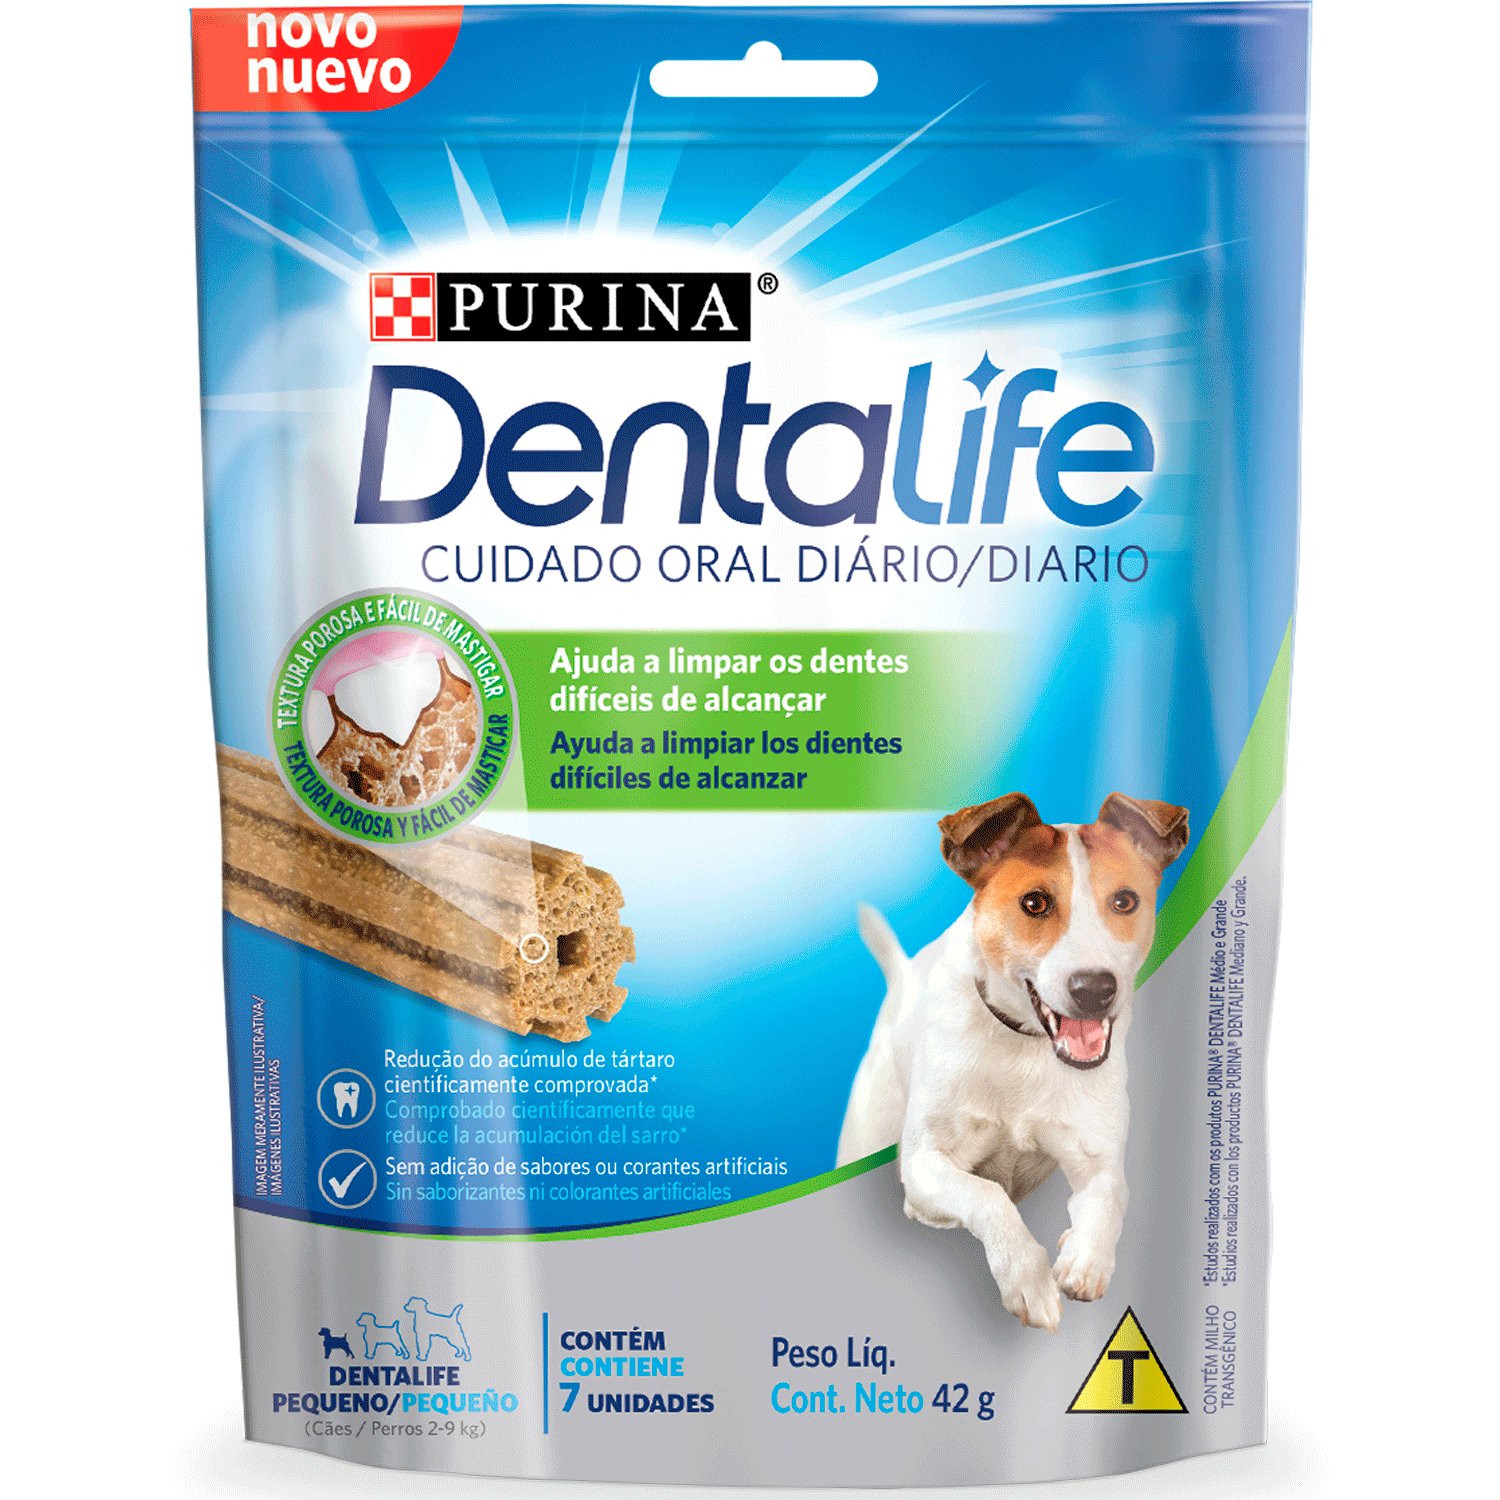 novo
nuevo
PURINA®
Dentalife
CUIDADO ORAL DIÁRIO/DIARIO
TEXTURA POROSA E FÁCIL DE MASTIGAR
TEXTURA POROSA Y FÁCIL DE MASTICAR
Ajuda a limpar os dentes
difíceis de alcançar
Ayuda a limpiar los dientes
difíciles de alcanzar
IMAGEM MERAMENTE ILUSTRATIVA/
IMÁGENES ILUSTRATIVAS
Redução do acúmulo de tártaro
cientificamente comprovada*
Comprobado científicamente que
reduce la acumulación del sarro*
Sem adição de sabores ou corantes artificiais
Sin saborizantes ni colorantes artificiales
*Estudos realizados com os produtos PURINA® DENTALIFE Médio e Grande
*Estudios realizados con los productos PURINA® DENTALIFE Mediano y Grande.
DENTALIFE
PEQUENO/PEQUEÑO
(Cães / Perros 2-9 kg)
CONTÉM
CONTIENE
7 UNIDADES
Peso Líq.
Cont. Neto 42 g
T
CONTÉM MILHO
TRANSGÊNICO